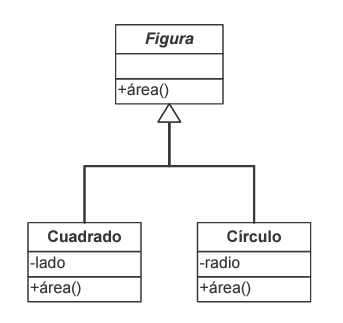 Figura
+área()
Cuadrado
-lado
+área()
Círculo
-radio
+área()